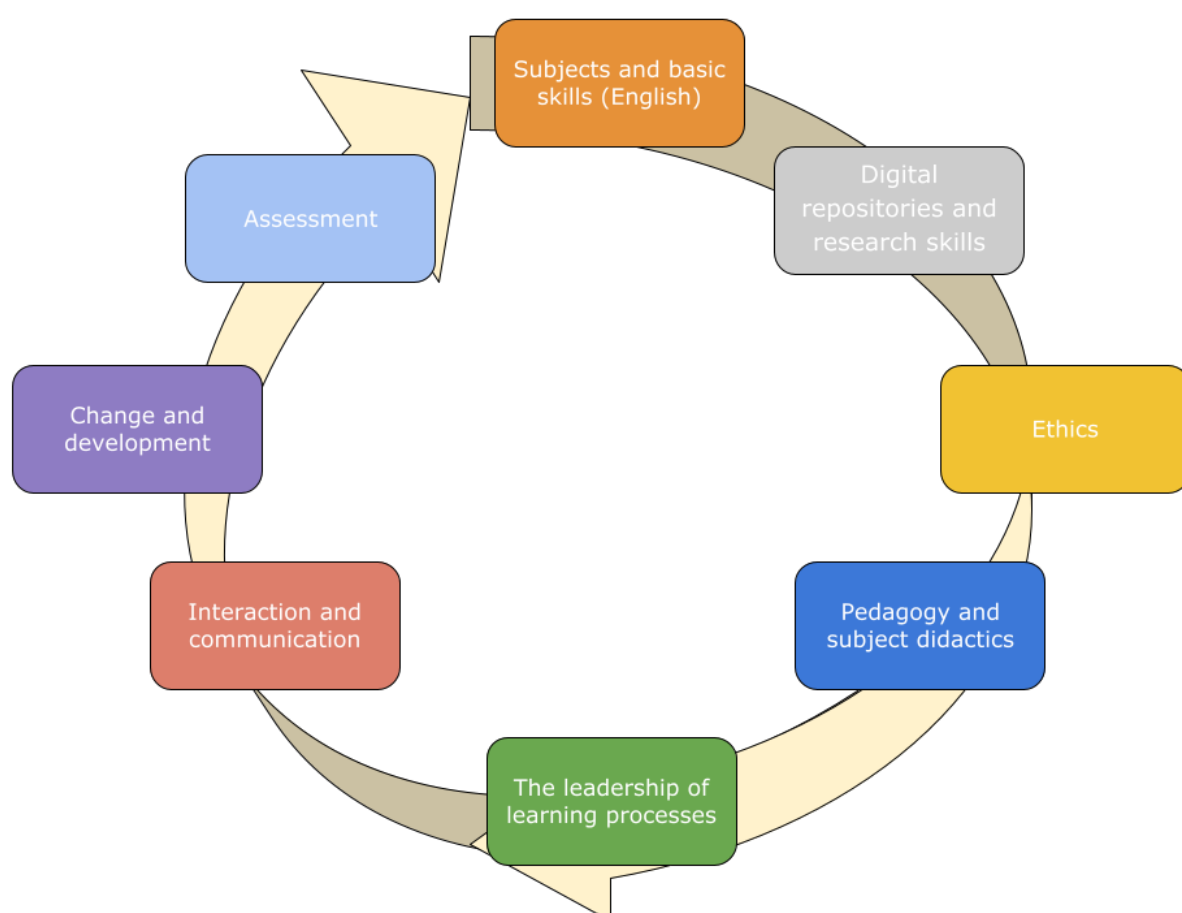 Subjects and basic
skills (English)
Digital
repositories and
research skills
Ethics
Pedagogy and
subject didactics
The leadership of
learning processes
Interaction and
communication
Change and
development
Assessment